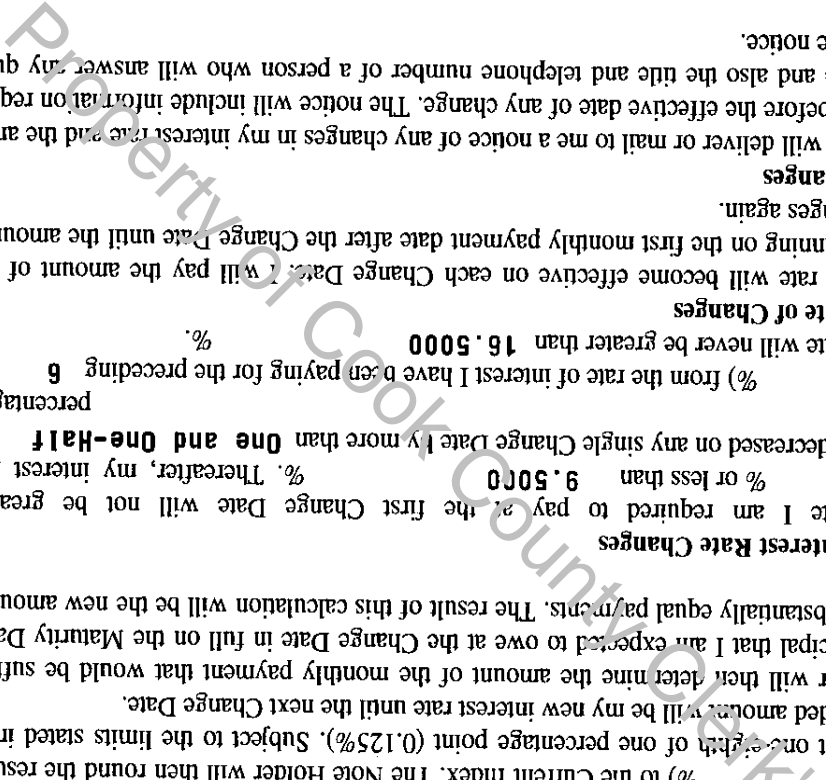 %) to the Current Index. The Note Holder will then round the resu
t one-eighth of one percentage point (0.125%). Subject to the limits stated in
ded amount will be my new interest rate until the next Change Date.
r will then determine the amount of the monthly payment that would be suff
cipal that I am expected to owe at the Change Date in full on the Maturity Da
bstantially equal payments. The result of this calculation will be the new amou
nterest Rate Changes
te I am required to pay at the first Change Date will not be grea
% or less than 9.5000 %. Thereafter, my interest
decreased on any single Change Date by more than One and One-Half
percentag
%) from the rate of interest I have been paying for the preceding 6
te will never be greater than 16.5000 %.
te of Changes
rate will become effective on each Change Date. I will pay the amount of
nning on the first monthly payment date after the Change Date until the amou
nges again.
anges
will deliver or mail to me a notice of any changes in my interest rate and the an
before the effective date of any change. The notice will include information req
and also the title and telephone number of a person who will answer any qu
e notice.
Property of Cook County Clerk